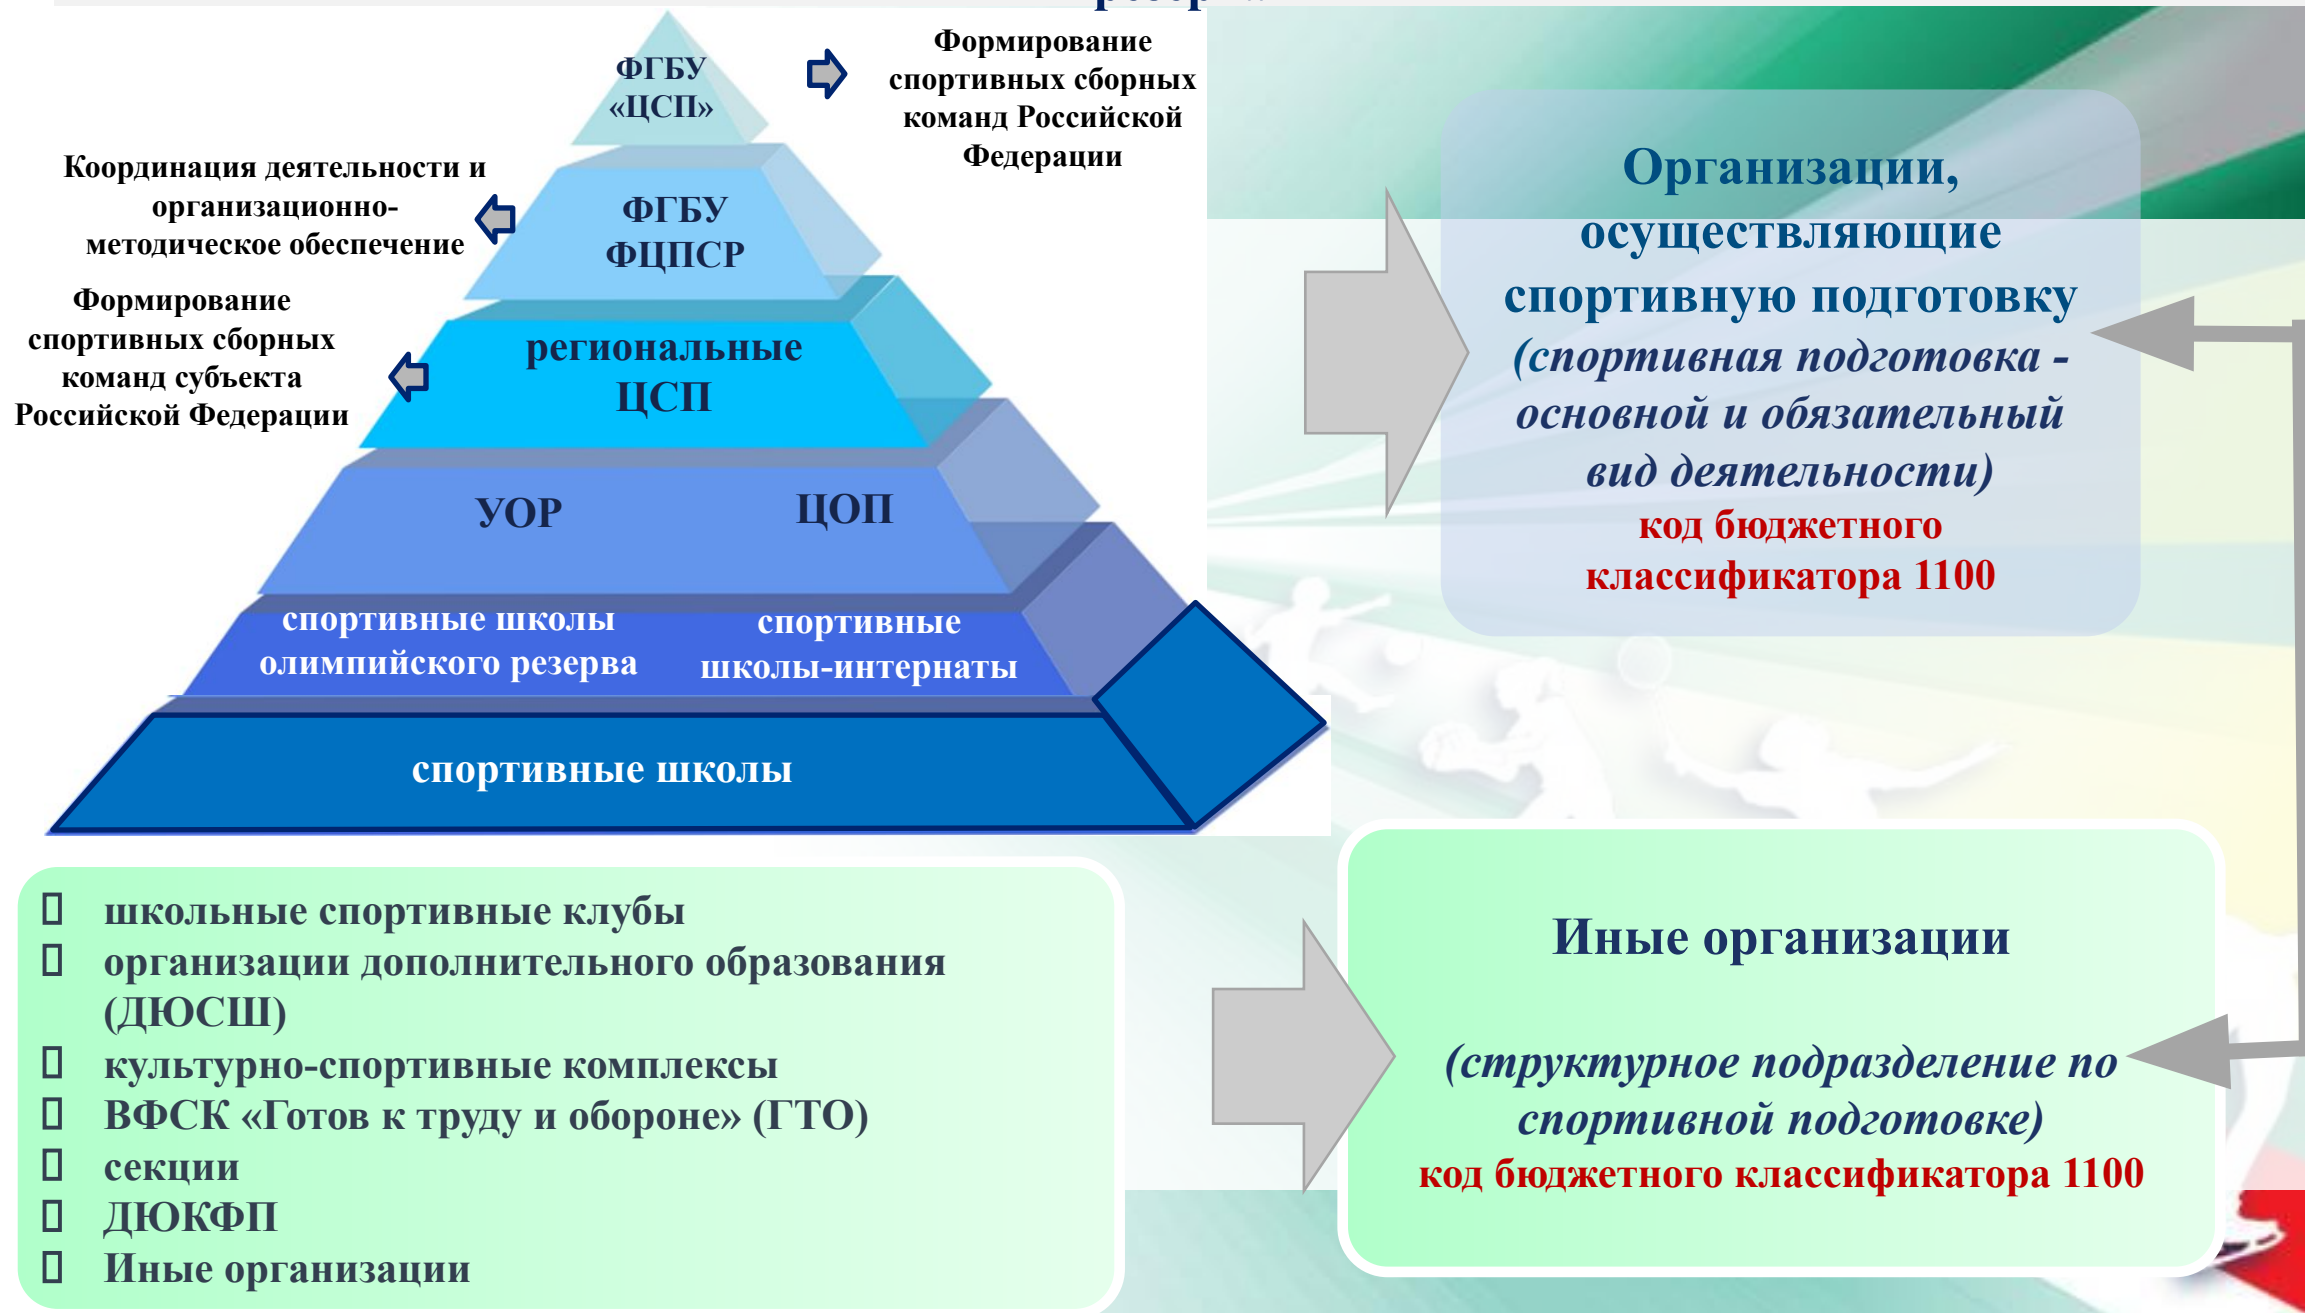 ФГБУ
«ЦСП»
Формирование
спортивных сборных
команд Российской
Федерации
Координация деятельности и
организационно-
методическое обеспечение
ФГБУ
ФЦПСР
Формирование
спортивных сборных
команд субъекта
Российской Федерации
региональные
ЦСП
УОР
ЦОП
спортивные школы
олимпийского резерва
спортивные
школы-интернаты
спортивные школы
Организации,
осуществляющие
спортивную подготовку
(спортивная подготовка -
основной и обязательный
вид деятельности)
код бюджетного
классификатора 1100
школьные спортивные клубы
организации дополнительного образования
(ДЮСШ)
культурно-спортивные комплексы
ВФСК «Готов к труду и обороне» (ГТО)
секции
ДЮКФП
Иные организации
Иные организации
(структурное подразделение по
спортивной подготовке)
код бюджетного классификатора 1100